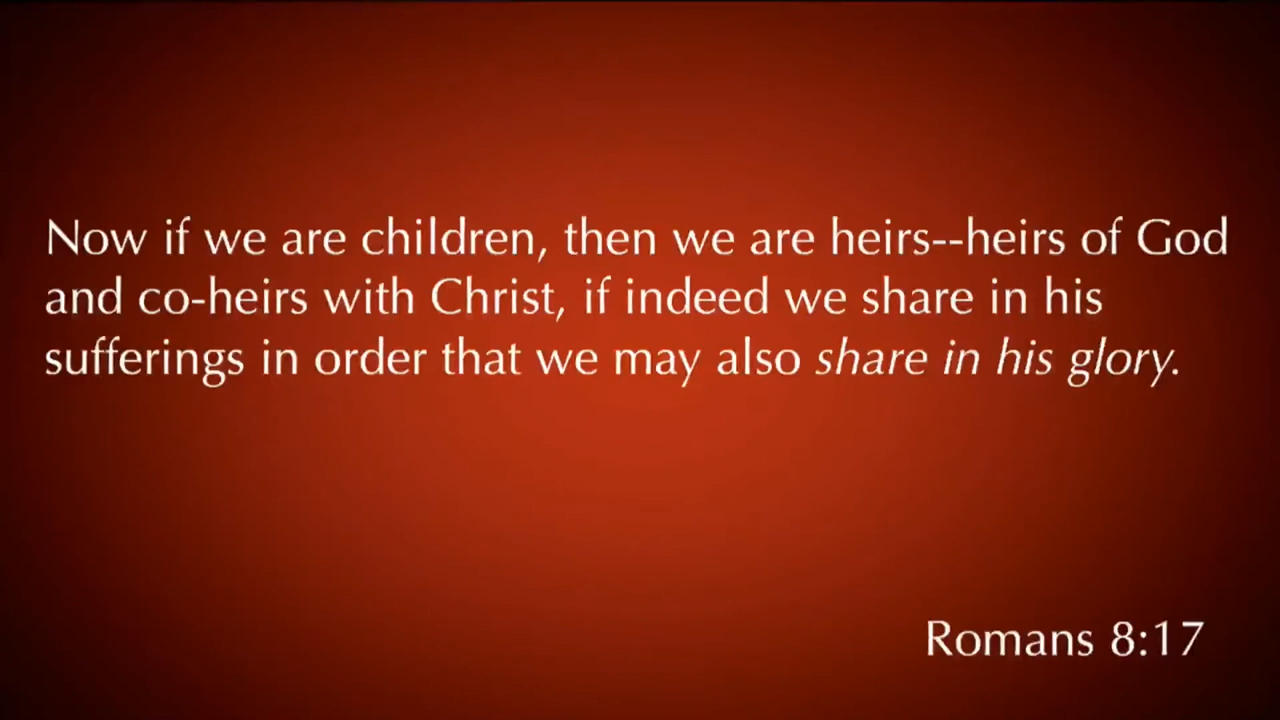 Now if we are children, then we are heirs--heirs of God
and co-heirs with Christ, if indeed we share in his
sufferings in order that we may also share in his glory.
Romans 8:17